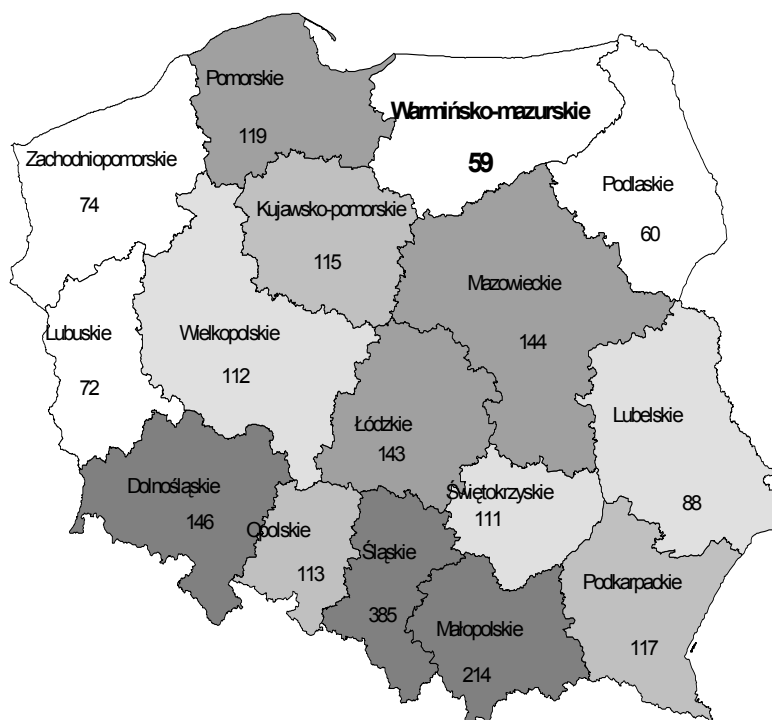 Pomorskie
119
Warmińsko-mazurskie
59
Zachodniopomorskie
74
Podlaskie
60
Kujawsko-pomorskie
115
Mazowieckie
144
Lubuskie
72
Wielkopolskie
112
Łódzkie
143
Lubelskie
88
Dolnośląskie
146
Świętokrzyskie
111
Opolskie
113
Śląskie
385
Podkarpackie
117
Małopolskie
214